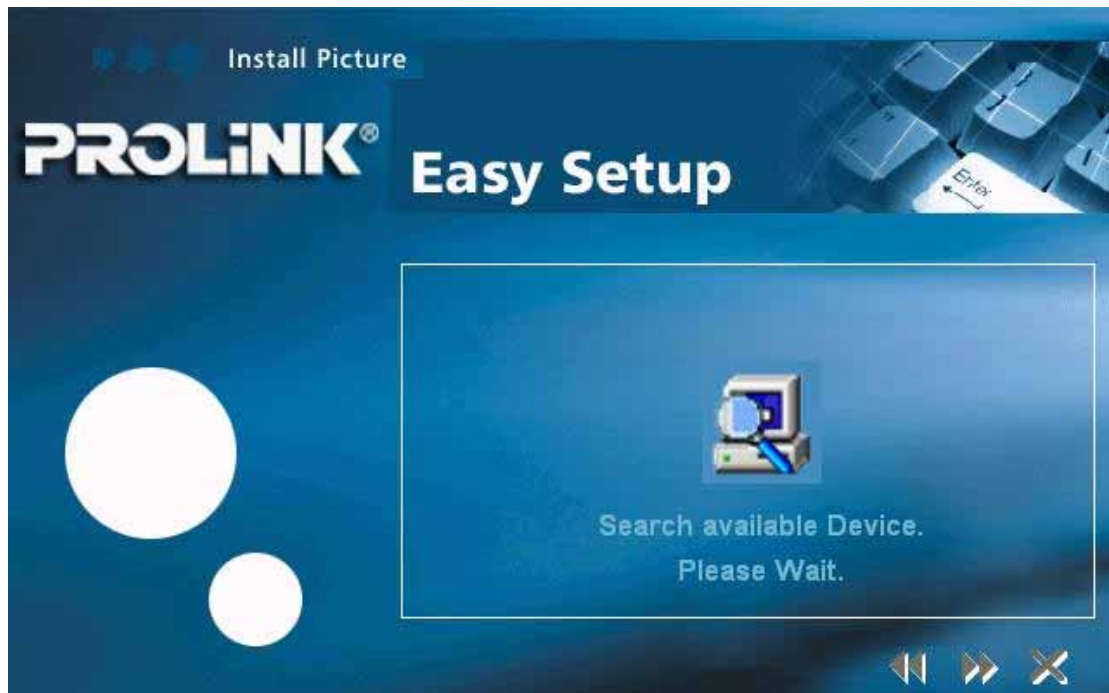 Install Picture
PROLiNK®
Easy Setup
Enter
Search available Device.
Please Wait.